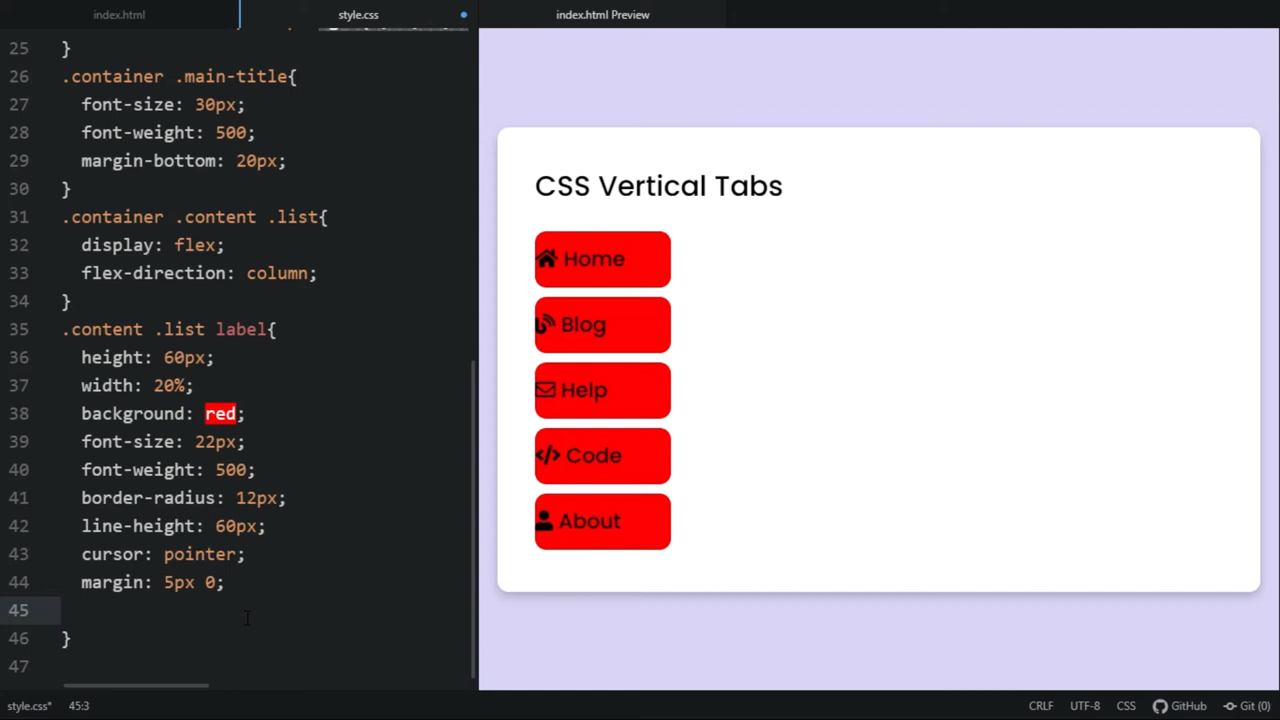 index.html
style.css
index.html Preview
25 }
26 .container .main-title{
27 font-size: 30px;
28 font-weight: 500;
29 margin-bottom: 20px;
30 }
31 .container .content .list{
32 display: flex;
33 flex-direction: column;
34 }
35 .content .list label{
36 height: 60px;
37 width: 20%;
38 background: red;
39 font-size: 22px;
40 font-weight: 500;
41 border-radius: 12px;
42 line-height: 60px;
43 cursor: pointer;
44 margin: 5px 0;
45
46 }
47
CSS Vertical Tabs
Home
Blog
Help
Code
About
style.css* 45:3 CRLF UTF-8 CSS GitHub Git (0)